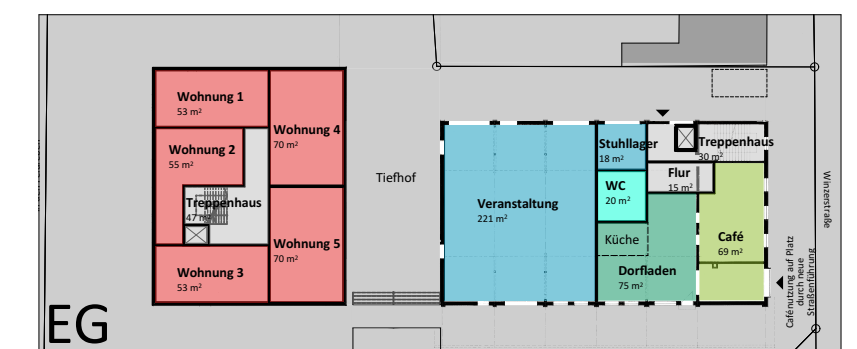 Wohnung 1
53 m²
Wohnung 2
55 m²
Wohnung 4
70 m²
Treppenhaus
47 m²
Wohnung 3
53 m²
Wohnung 5
70 m²
Tiefhof
Veranstaltung
221 m²
Stuhllager
18 m²
WC
20 m²
Küche
Dorfladen
75 m²
Treppenhaus
30 m²
Flur
15 m²
Café
69 m²
Winzerstraße
Cafénutzung auf Platz
durch neue
Straßenführung
EG